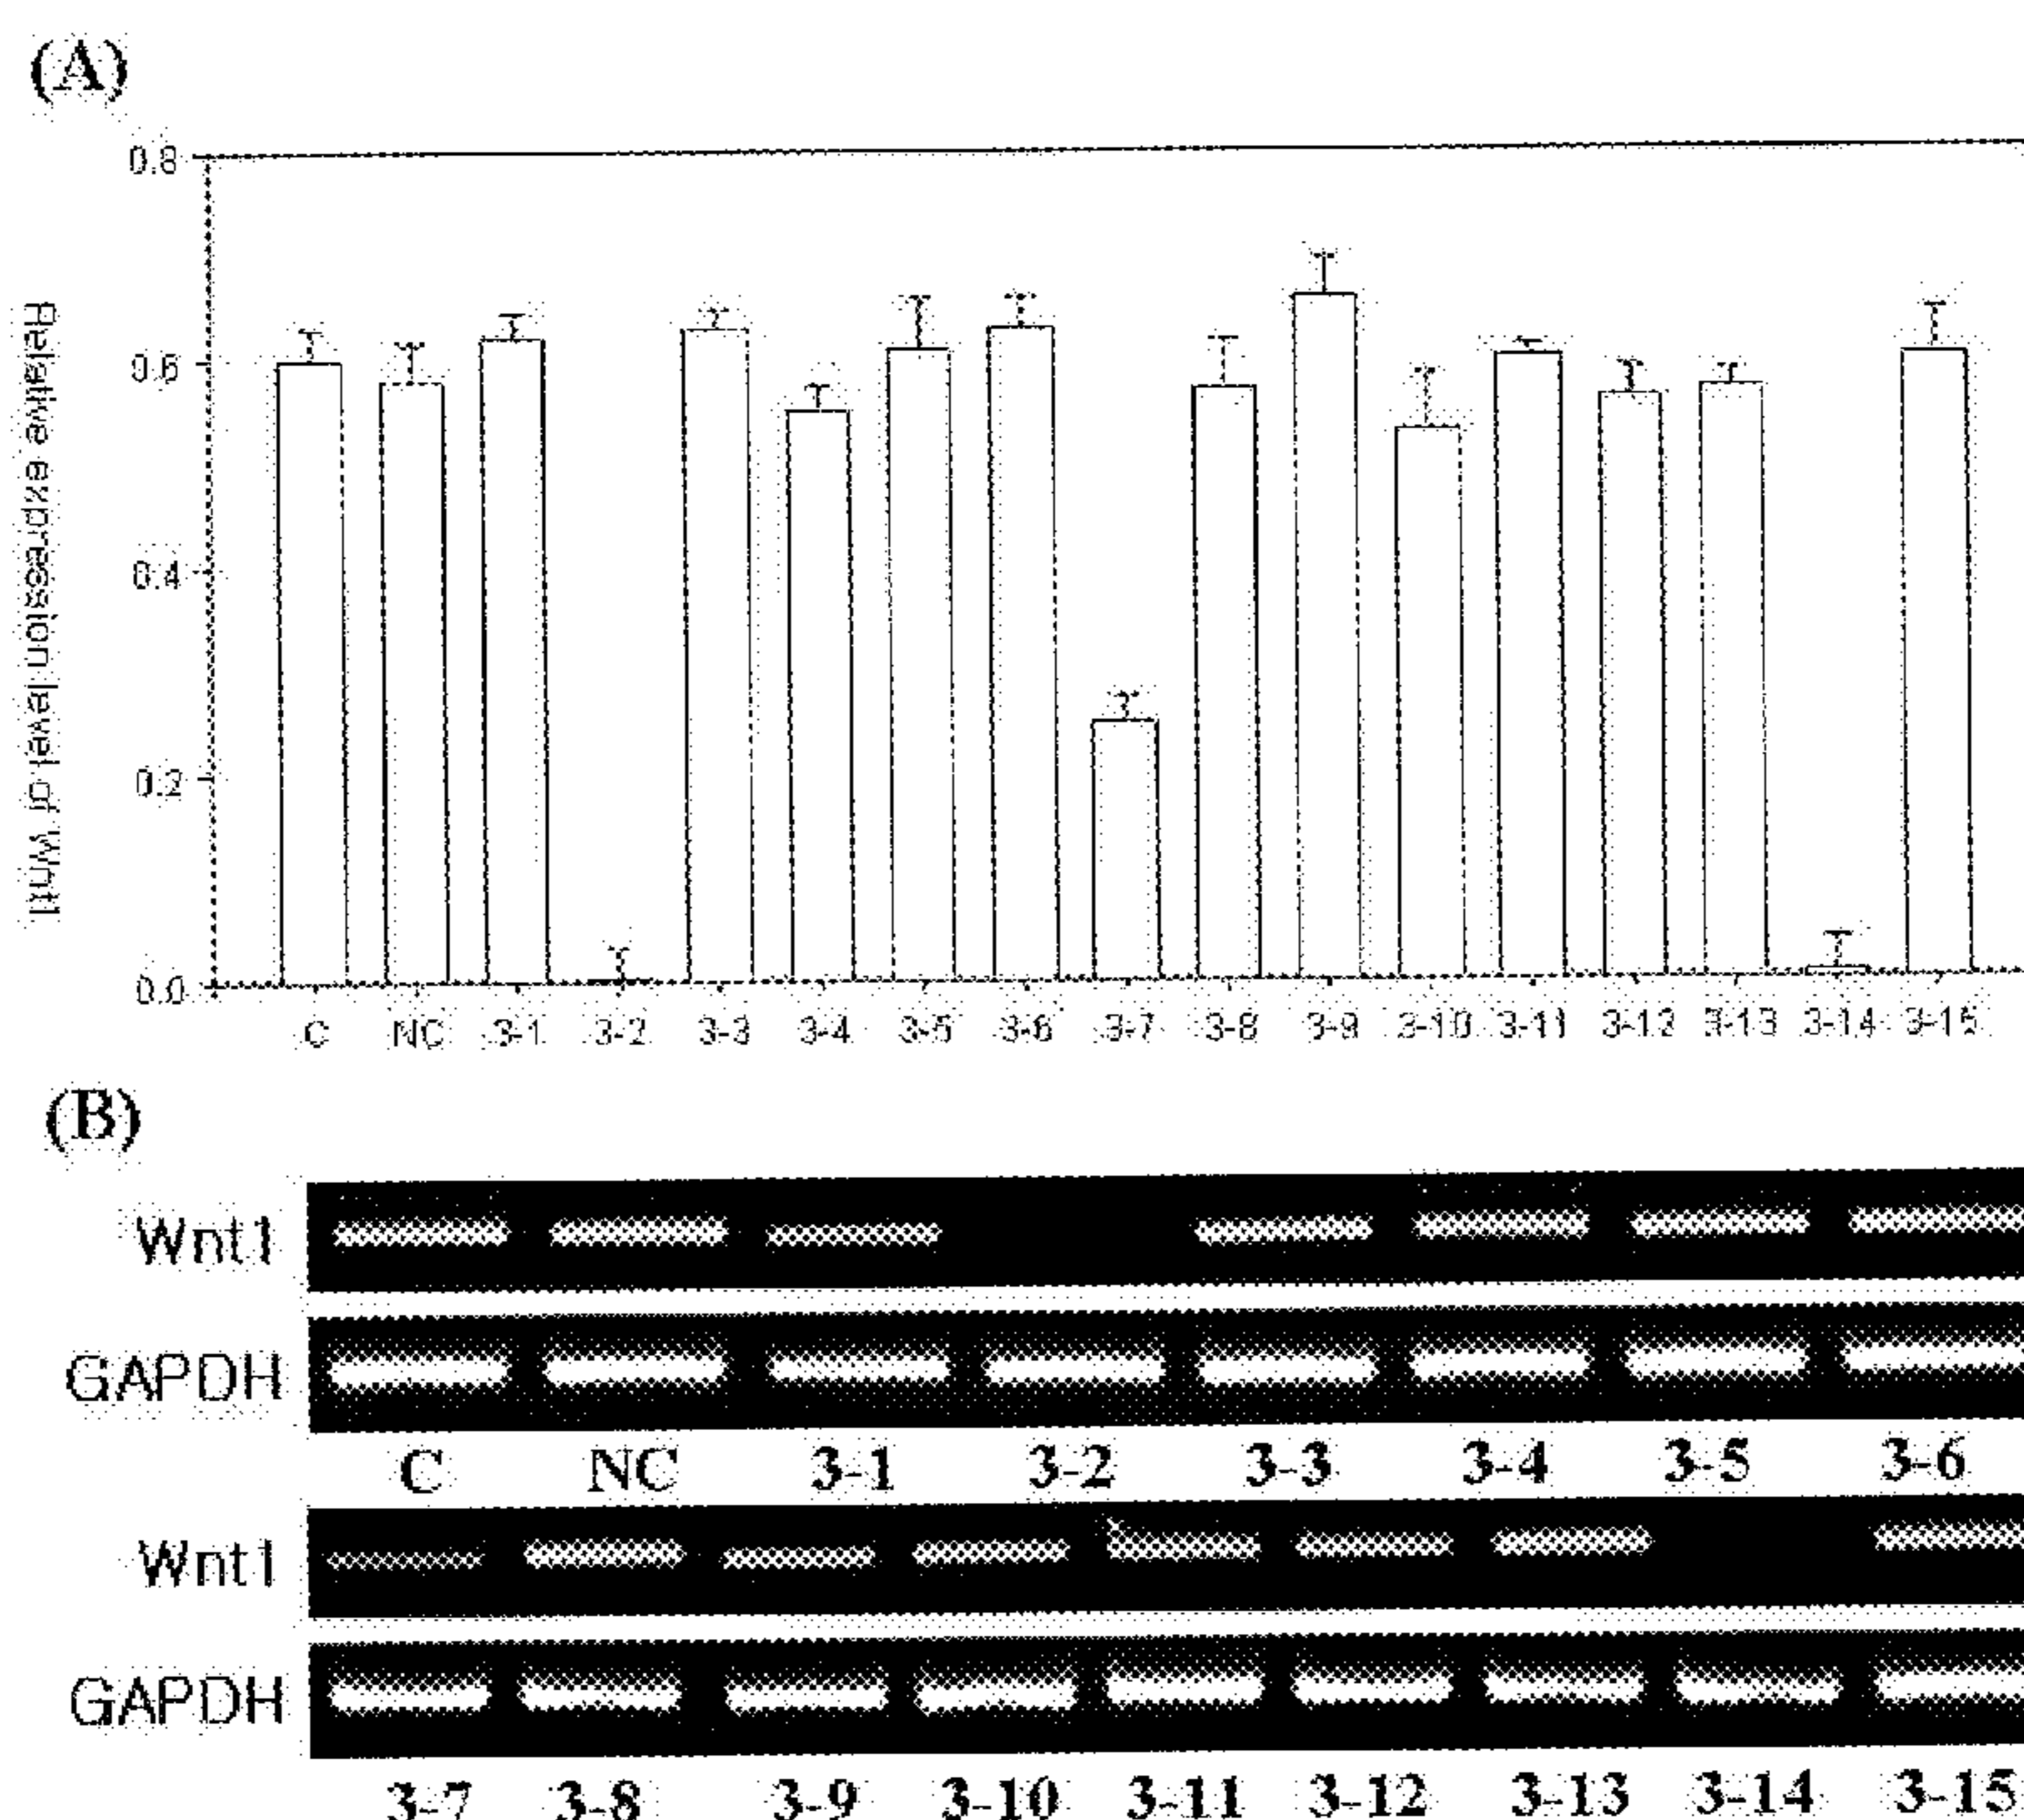 (A)
Relative expression level of Wnt1
0.8
0.6
0.4
0.2
0.0
C NC 3-1 3-2 3-3 3-4 3-5 3-6 3-7 3-8 3-9 3-10 3-11 3-12 3-13 3-14 3-15
(B)
Wnt1
GAPDH
C NC 3-1 3-2 3-3 3-4 3-5 3-6
Wnt1
GAPDH
3-7 3-8 3-9 3-10 3-11 3-12 3-13 3-14 3-15